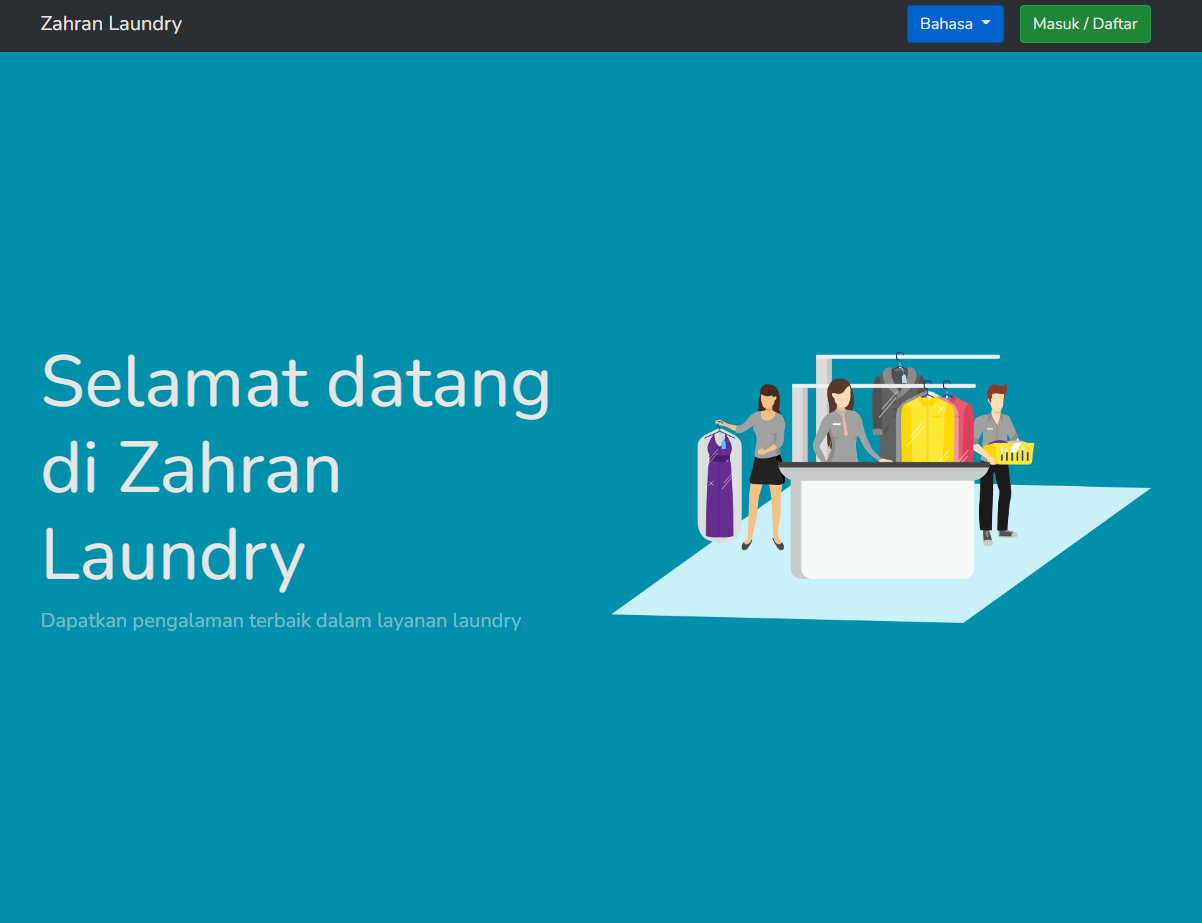 Zahran Laundry
Bahasa
Masuk / Daftar
Selamat datang
di Zahran
Laundry
Dapatkan pengalaman terbaik dalam layanan laundry